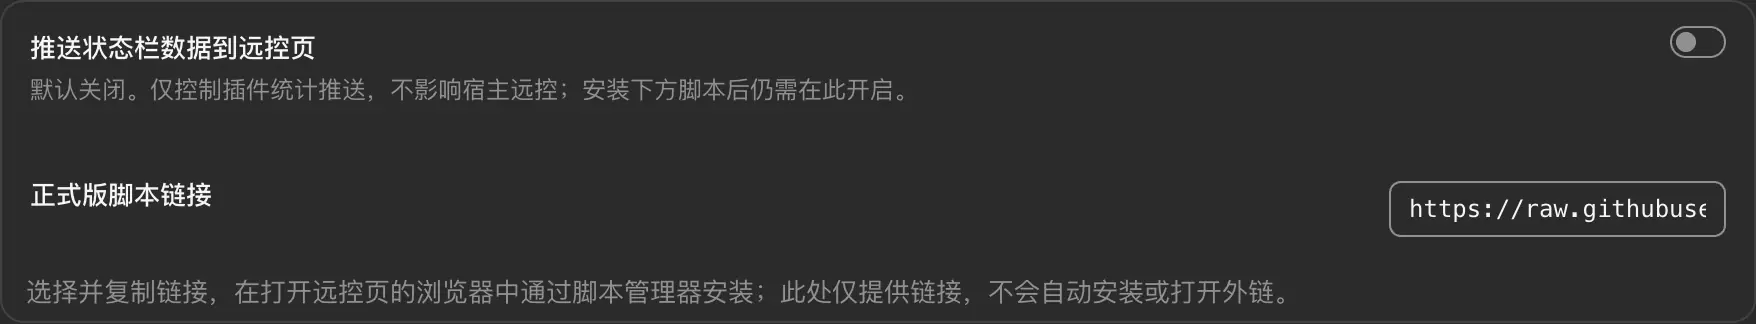 推送状态栏数据到远控页
默认关闭。仅控制插件统计推送，不影响宿主远控；安装下方脚本后仍需在此开启。
正式版脚本链接
https://raw.githubuse
选择并复制链接，在打开远控页的浏览器中通过脚本管理器安装；此处仅提供链接，不会自动安装或打开外链。